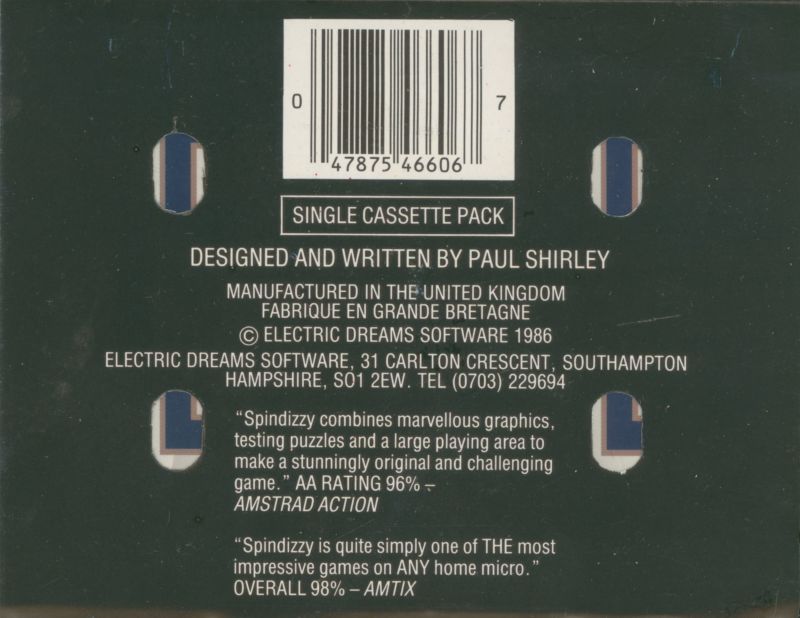 0 47875 46606 7
SINGLE CASSETTE PACK
DESIGNED AND WRITTEN BY PAUL SHIRLEY
MANUFACTURED IN THE UNITED KINGDOM
FABRIQUE EN GRANDE BRETAGNE
© ELECTRIC DREAMS SOFTWARE 1986
ELECTRIC DREAMS SOFTWARE, 31 CARLTON CRESCENT, SOUTHAMPTON
HAMPSHIRE, SO1 2EW. TEL (0703) 229694
“Spindizzy combines marvellous graphics,
testing puzzles and a large playing area to
make a stunningly original and challenging
game.” AA RATING 96% –
AMSTRAD ACTION
“Spindizzy is quite simply one of THE most
impressive games on ANY home micro.”
OVERALL 98% – AMTIX